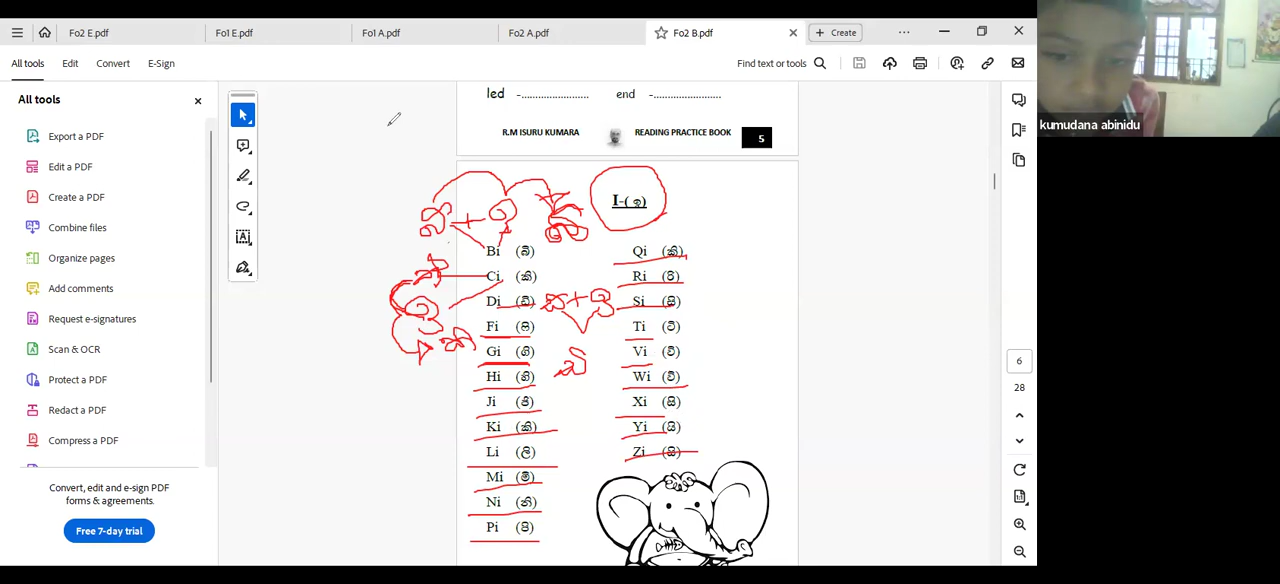 Fo2 E.pdf
Fo1 E.pdf
Fo1 A.pdf
Fo2 A.pdf
Fo2 B.pdf
Create
All tools
Edit
Convert
E-Sign
Find text or tools
All tools
Export a PDF
Edit a PDF
Create a PDF
Combine files
Organize pages
Add comments
Request e-signatures
Scan & OCR
Protect a PDF
Redact a PDF
Compress a PDF
Convert, edit and e-sign PDF
forms & agreements.
Free 7-day trial
led -........................ end -........................
R.M ISURU KUMARA READING PRACTICE BOOK 5
I-(ඉ)
Bi (බි) Qi (කි)
Ci (කි) Ri (රි)
Di (ඩි) Si (සි)
Fi (ෆි) Ti (ටි)
Gi (ගි) Vi (වි)
Hi (හි) Wi (වි)
Ji (ජි) Xi (සි)
Ki (කි) Yi (යි)
Li (ලි) Zi (සි)
Mi (මි)
Ni (නි)
Pi (පි)
6
28
kumudana abinidu